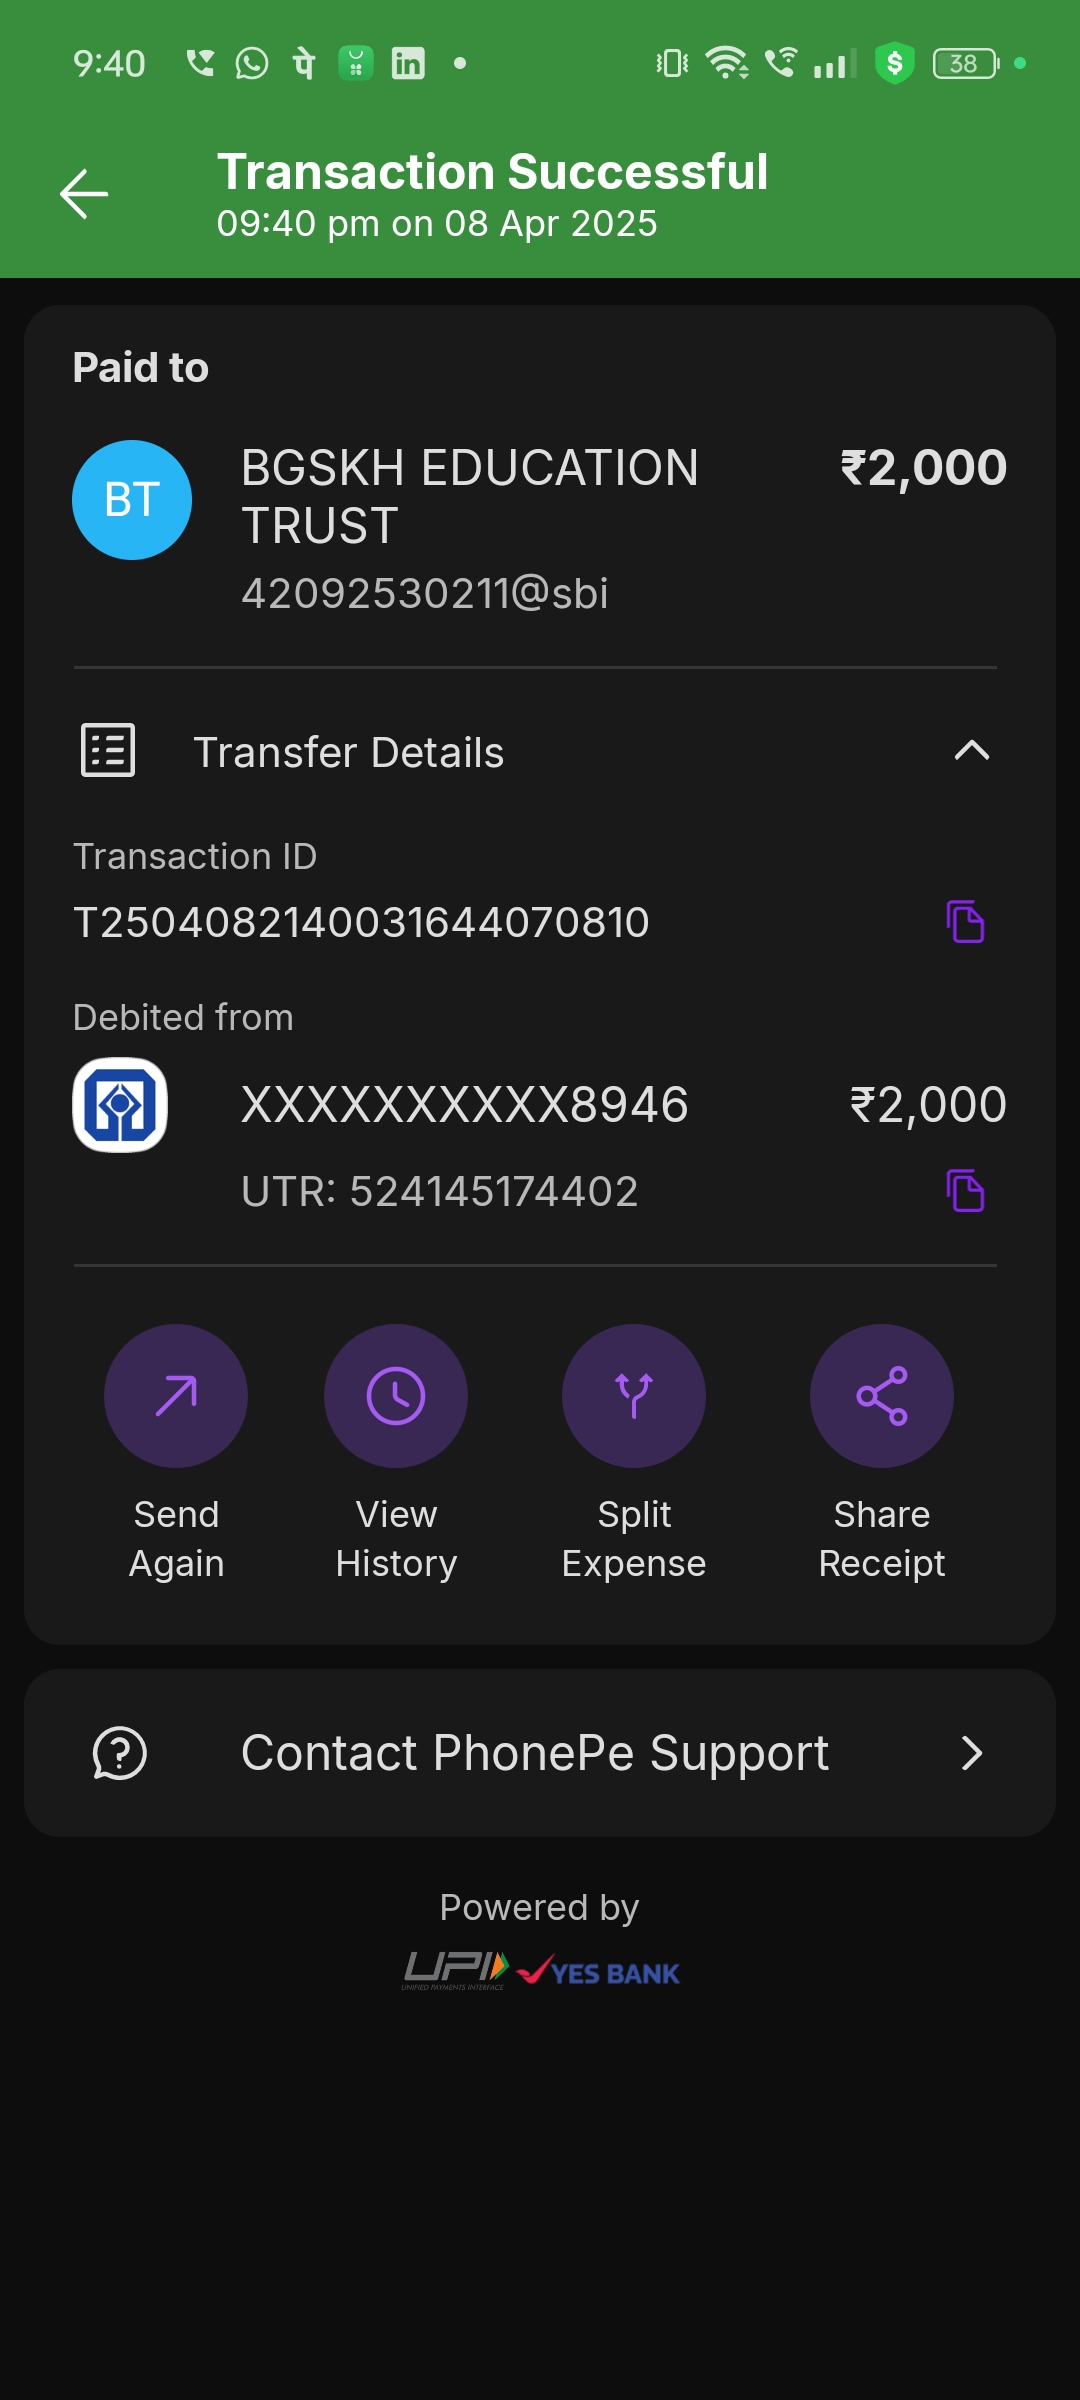 9:40
38
Transaction Successful
09:40 pm on 08 Apr 2025
Paid to
BT
BGSKH EDUCATION
TRUST
₹2,000
42092530211@sbi
Transfer Details
Transaction ID
T2504082140031644070810
Debited from
XXXXXXXXXX8946
₹2,000
UTR: 524145174402
Send
Again
View
History
Split
Expense
Share
Receipt
Contact PhonePe Support
Powered by
UPI
UNIFIED PAYMENTS INTERFACE
YES BANK